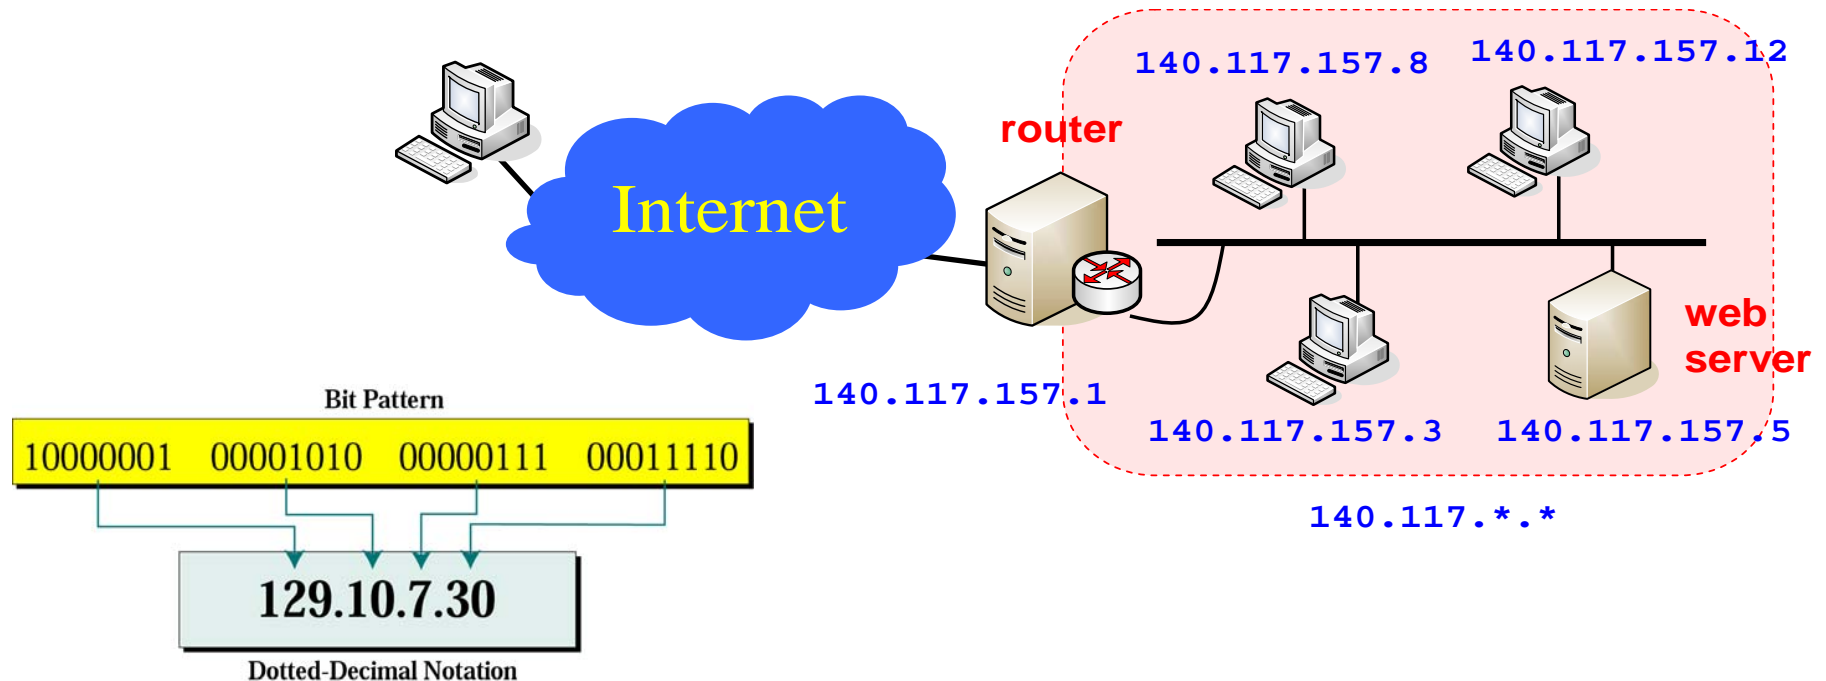 140.117.157.8
140.117.157.12
router
Internet
web
server
140.117.157.1
140.117.157.3
140.117.157.5
140.117.*.*
Bit Pattern
10000001 00001010 00000111 00011110
129.10.7.30
Dotted-Decimal Notation